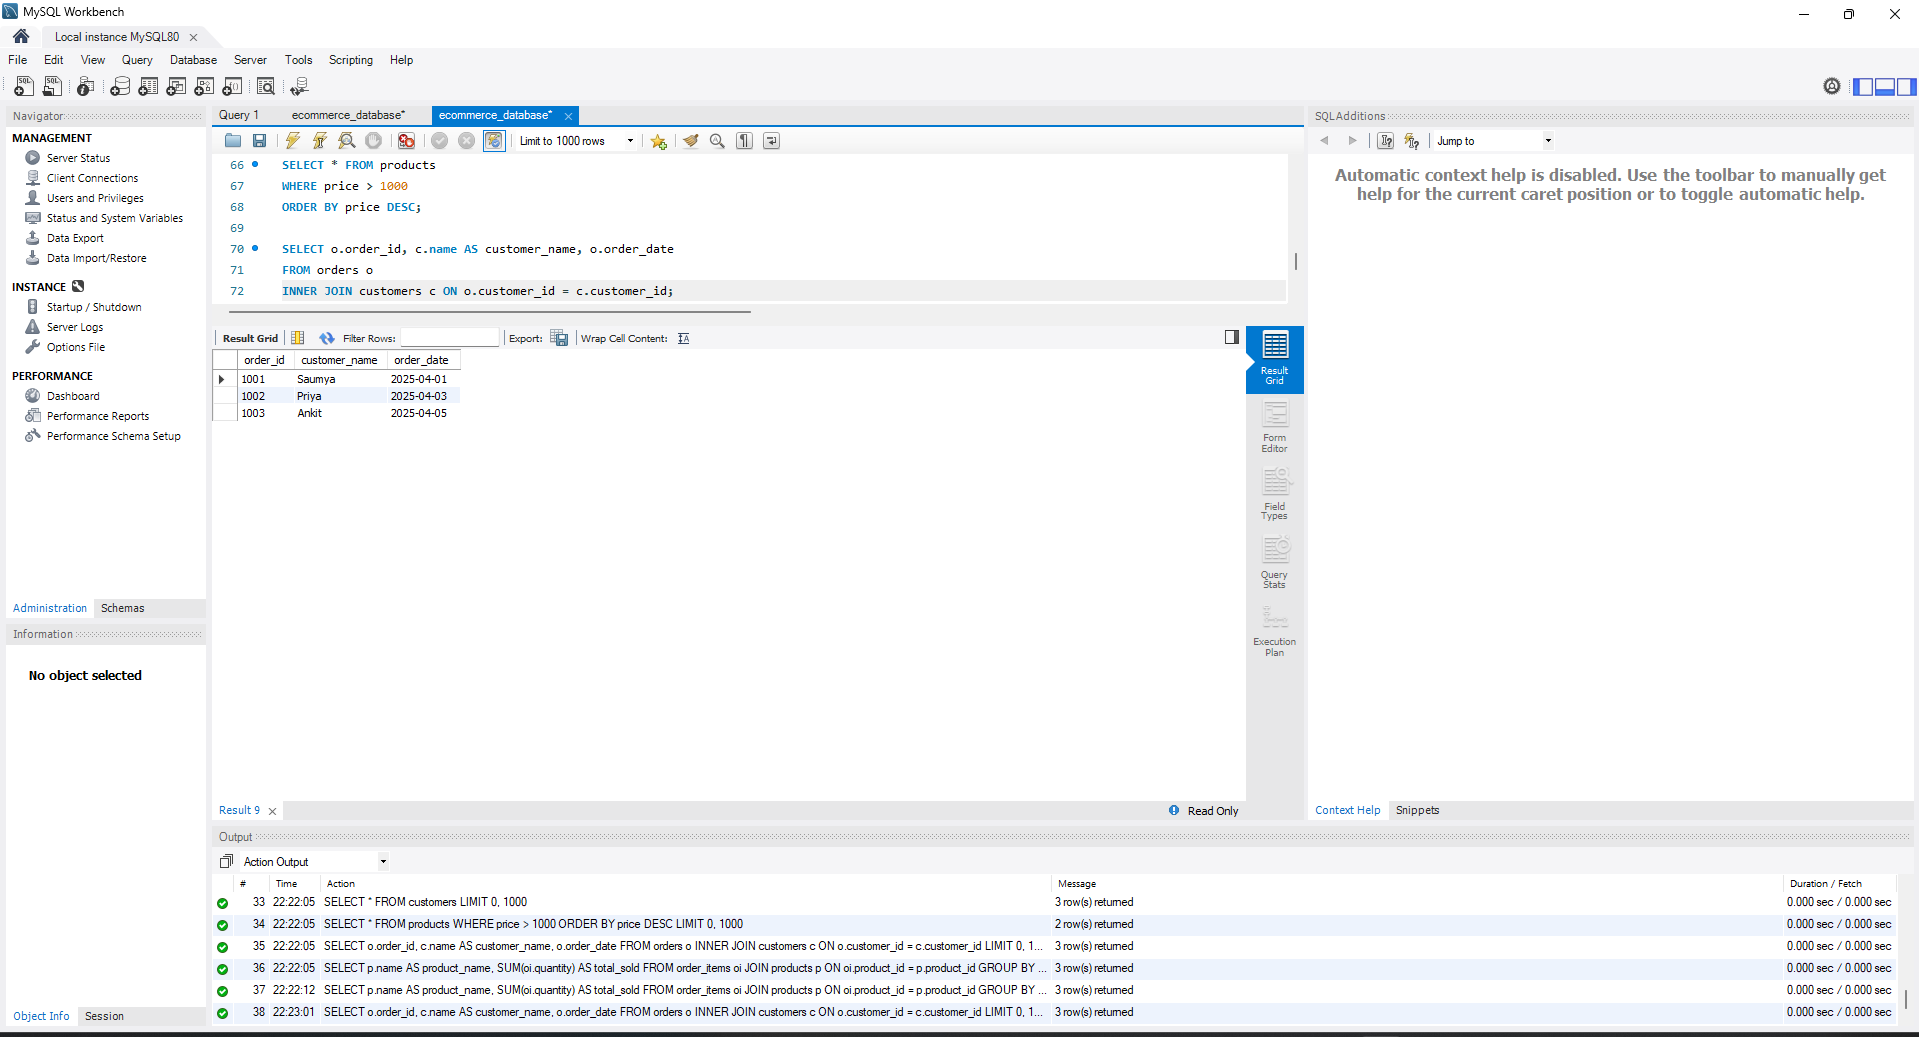 MySQL Workbench
Local instance MySQL80
File Edit View Query Database Server Tools Scripting Help
Navigator
MANAGEMENT
Server Status
Client Connections
Users and Privileges
Status and System Variables
Data Export
Data Import/Restore
INSTANCE
Startup / Shutdown
Server Logs
Options File
PERFORMANCE
Dashboard
Performance Reports
Performance Schema Setup
Administration Schemas
Information
No object selected
Object Info Session
Query 1 ecommerce_database* ecommerce_database*
Limit to 1000 rows
66 SELECT * FROM products
67 WHERE price > 1000
68 ORDER BY price DESC;
69
70 SELECT o.order_id, c.name AS customer_name, o.order_date
71 FROM orders o
72 INNER JOIN customers c ON o.customer_id = c.customer_id;
Result Grid Filter Rows: Export: Wrap Cell Content:
order_id customer_name order_date
1001 Saumya 2025-04-01
1002 Priya 2025-04-03
1003 Ankit 2025-04-05
Result
Grid
Form
Editor
Field
Types
Query
Stats
Execution
Plan
Result 9 Read Only
SQLAdditions
Jump to
Automatic context help is disabled. Use the toolbar to manually get
help for the current caret position or to toggle automatic help.
Context Help Snippets
Output
Action Output
# Time Action Message Duration / Fetch
33 22:22:05 SELECT * FROM customers LIMIT 0, 1000 3 row(s) returned 0.000 sec / 0.000 sec
34 22:22:05 SELECT * FROM products WHERE price > 1000 ORDER BY price DESC LIMIT 0, 1000 2 row(s) returned 0.000 sec / 0.000 sec
35 22:22:05 SELECT o.order_id, c.name AS customer_name, o.order_date FROM orders o INNER JOIN customers c ON o.customer_id = c.customer_id LIMIT 0, 1... 3 row(s) returned 0.000 sec / 0.000 sec
36 22:22:05 SELECT p.name AS product_name, SUM(oi.quantity) AS total_sold FROM order_items oi JOIN products p ON oi.product_id = p.product_id GROUP BY ... 3 row(s) returned 0.000 sec / 0.000 sec
37 22:22:12 SELECT p.name AS product_name, SUM(oi.quantity) AS total_sold FROM order_items oi JOIN products p ON oi.product_id = p.product_id GROUP BY ... 3 row(s) returned 0.000 sec / 0.000 sec
38 22:23:01 SELECT o.order_id, c.name AS customer_name, o.order_date FROM orders o INNER JOIN customers c ON o.customer_id = c.customer_id LIMIT 0, 1... 3 row(s) returned 0.000 sec / 0.000 sec